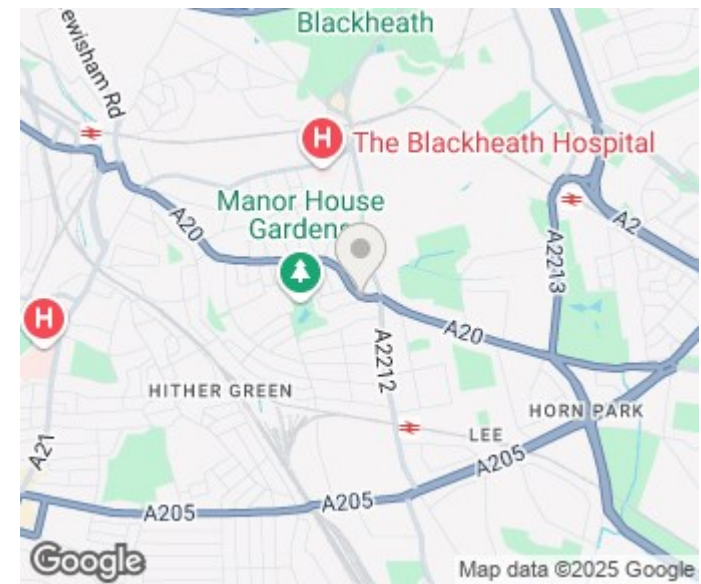 Blackheath
ewisham Rd
H
The Blackheath Hospital
Manor House
Gardens
A20
A2
A2213
H
A20
A2212
HITHER GREEN
HORN PARK
LEE
A21
A205
A205
A205
Google
Map data ©2025 Google